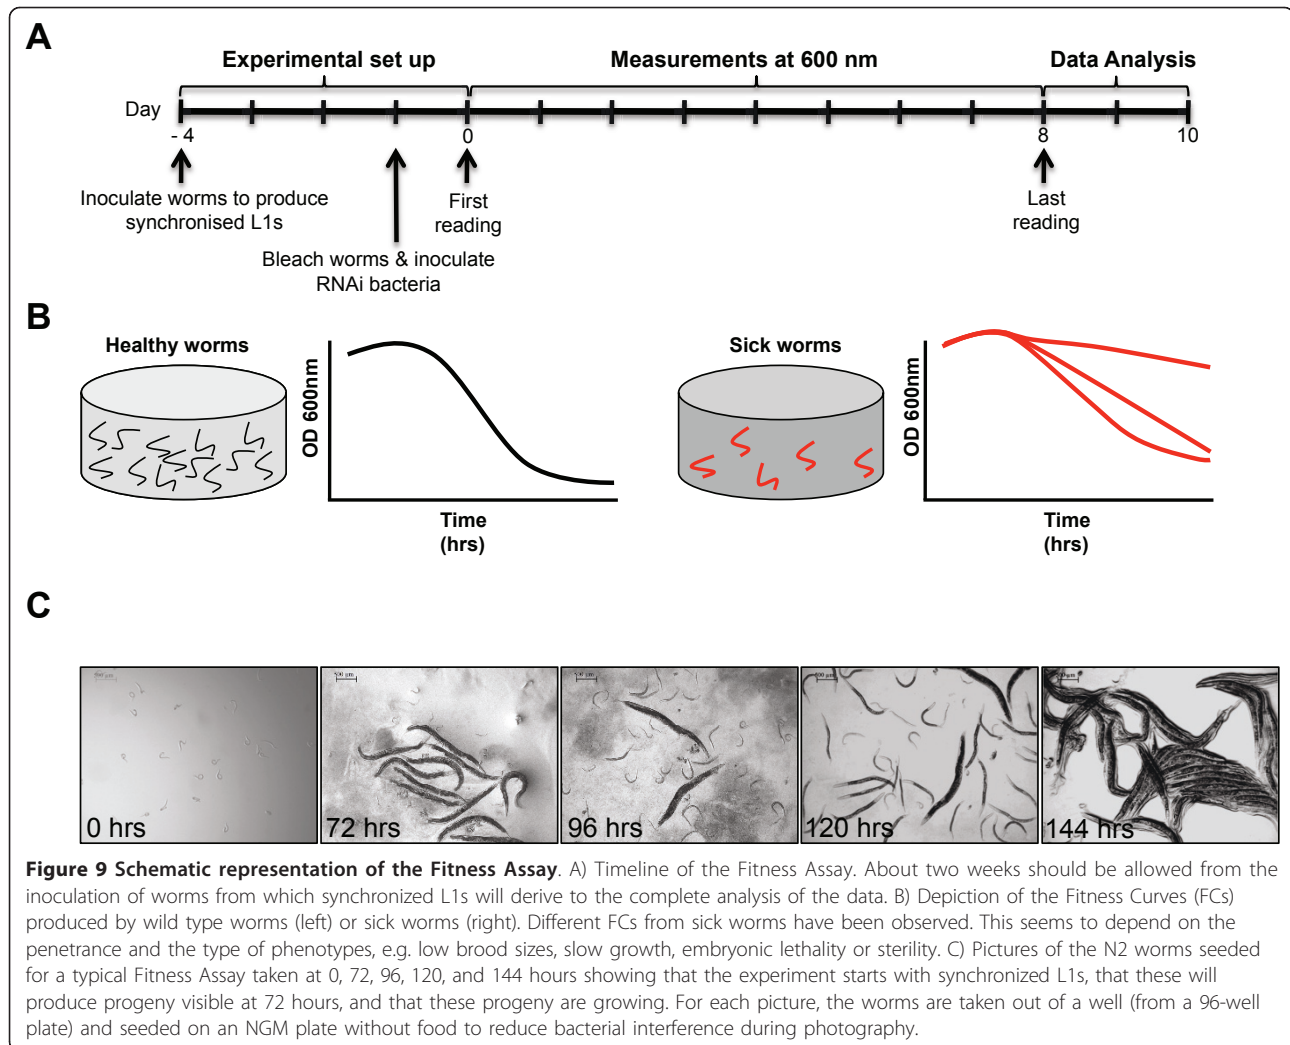 A
Experimental set up
Measurements at 600 nm
Data Analysis
Day
- 4
0
8
10
Inoculate worms to produce
synchronised L1s
First
reading
Last
reading
Bleach worms & inoculate
RNAi bacteria
B
Healthy worms
OD 600nm
Time
(hrs)
Sick worms
OD 600nm
Time
(hrs)
C
0 hrs
72 hrs
96 hrs
120 hrs
144 hrs
Figure 9 Schematic representation of the Fitness Assay. A) Timeline of the Fitness Assay. About two weeks should be allowed from the
inoculation of worms from which synchronized L1s will derive to the complete analysis of the data. B) Depiction of the Fitness Curves (FCs)
produced by wild type worms (left) or sick worms (right). Different FCs from sick worms have been observed. This seems to depend on the
penetrance and the type of phenotypes, e.g. low brood sizes, slow growth, embryonic lethality or sterility. C) Pictures of the N2 worms seeded
for a typical Fitness Assay taken at 0, 72, 96, 120, and 144 hours showing that the experiment starts with synchronized L1s, that these will
produce progeny visible at 72 hours, and that these progeny are growing. For each picture, the worms are taken out of a well (from a 96-well
plate) and seeded on an NGM plate without food to reduce bacterial interference during photography.